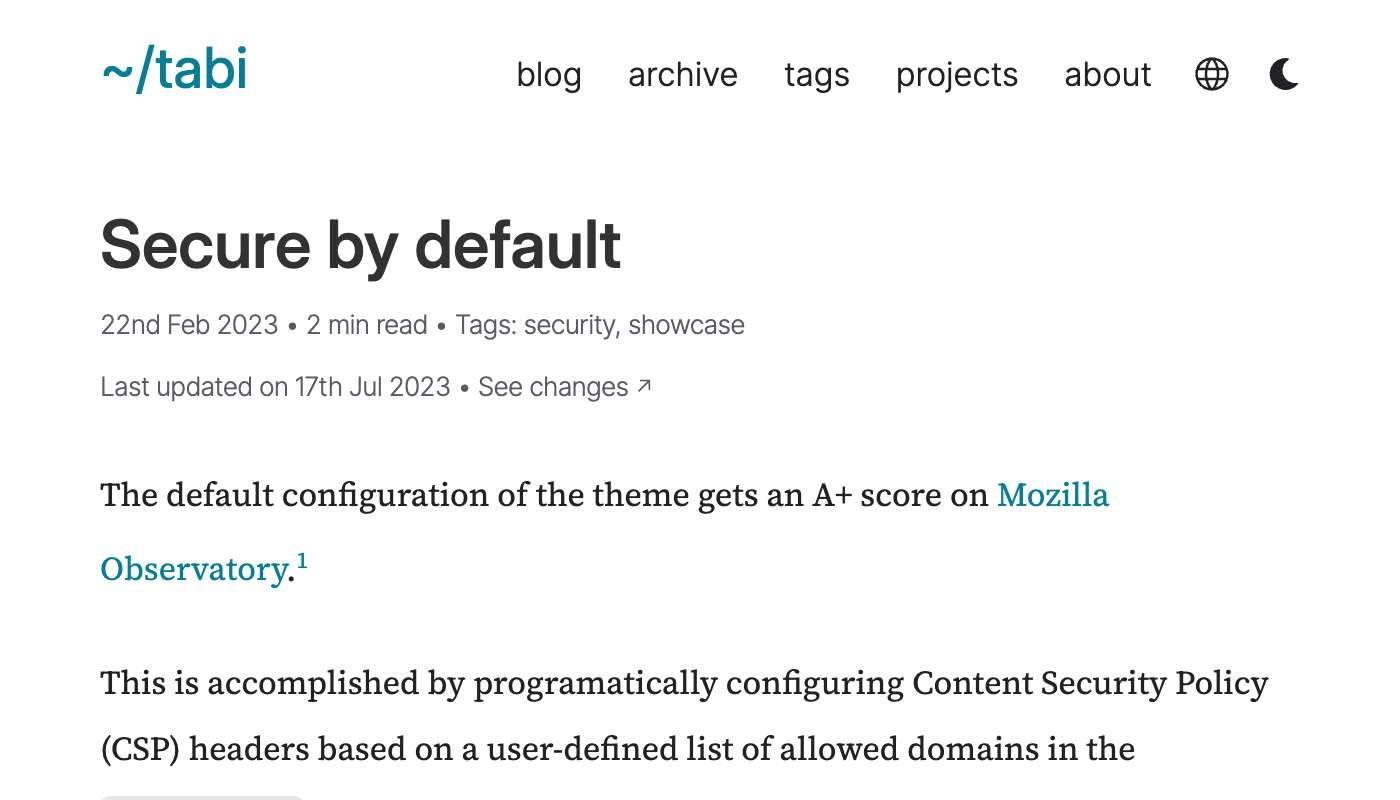 ~/tabi
blog archive tags projects about
Secure by default
22nd Feb 2023 • 2 min read • Tags: security, showcase
Last updated on 17th Jul 2023 • See changes ↗
The default configuration of the theme gets an A+ score on Mozilla
Observatory.¹
This is accomplished by programatically configuring Content Security Policy
(CSP) headers based on a user-defined list of allowed domains in the